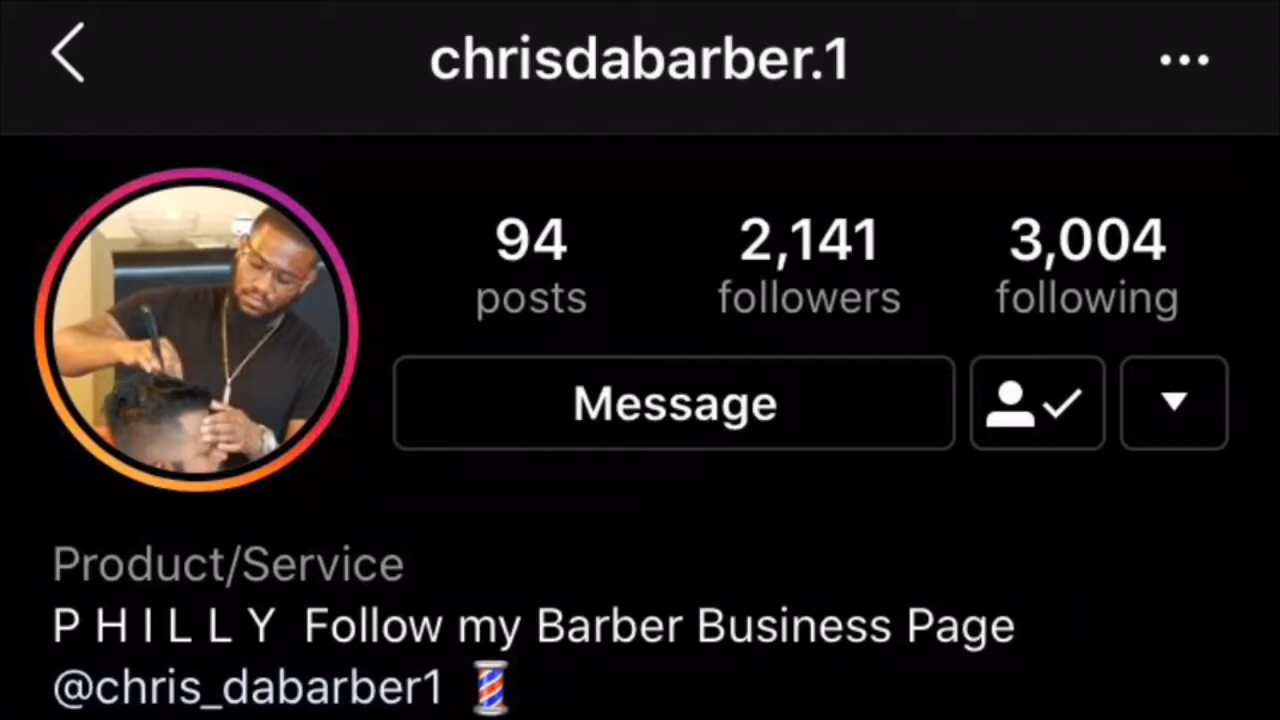 chrisdabarber.1
94 2,141 3,004
posts followers following
Message
Product/Service
P H I L L Y Follow my Barber Business Page
@chris_dabarber1 💈